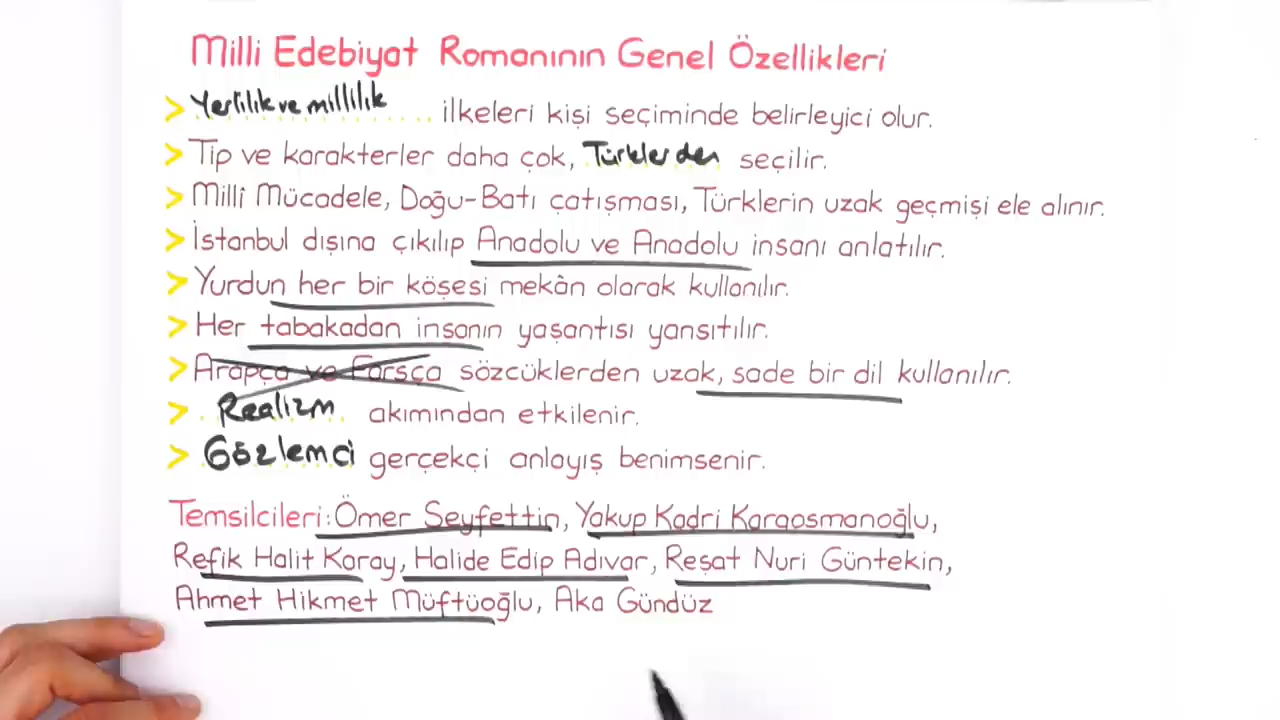 Milli Edebiyat Romanının Genel Özellikleri
> Yerlilik ve millilik ilkeleri kişi seçiminde belirleyici olur.
> Tip ve karakterler daha çok, Türklerden seçilir.
> Millî Mücadele, Doğu-Batı çatışması, Türklerin uzak geçmişi ele alınır.
> İstanbul dışına çıkılıp Anadolu ve Anadolu insanı anlatılır.
> Yurdun her bir köşesi mekân olarak kullanılır.
> Her tabakadan insanın yaşantısı yansıtılır.
> Arapça ve Farsça sözcüklerden uzak, sade bir dil kullanılır.
> Realizm akımından etkilenir.
> Gözlemci gerçekçi anlayış benimsenir.
Temsilcileri: Ömer Seyfettin, Yakup Kadri Karaosmanoğlu,
Refik Halit Karay, Halide Edip Adıvar, Reşat Nuri Güntekin,
Ahmet Hikmet Müftüoğlu, Aka Gündüz